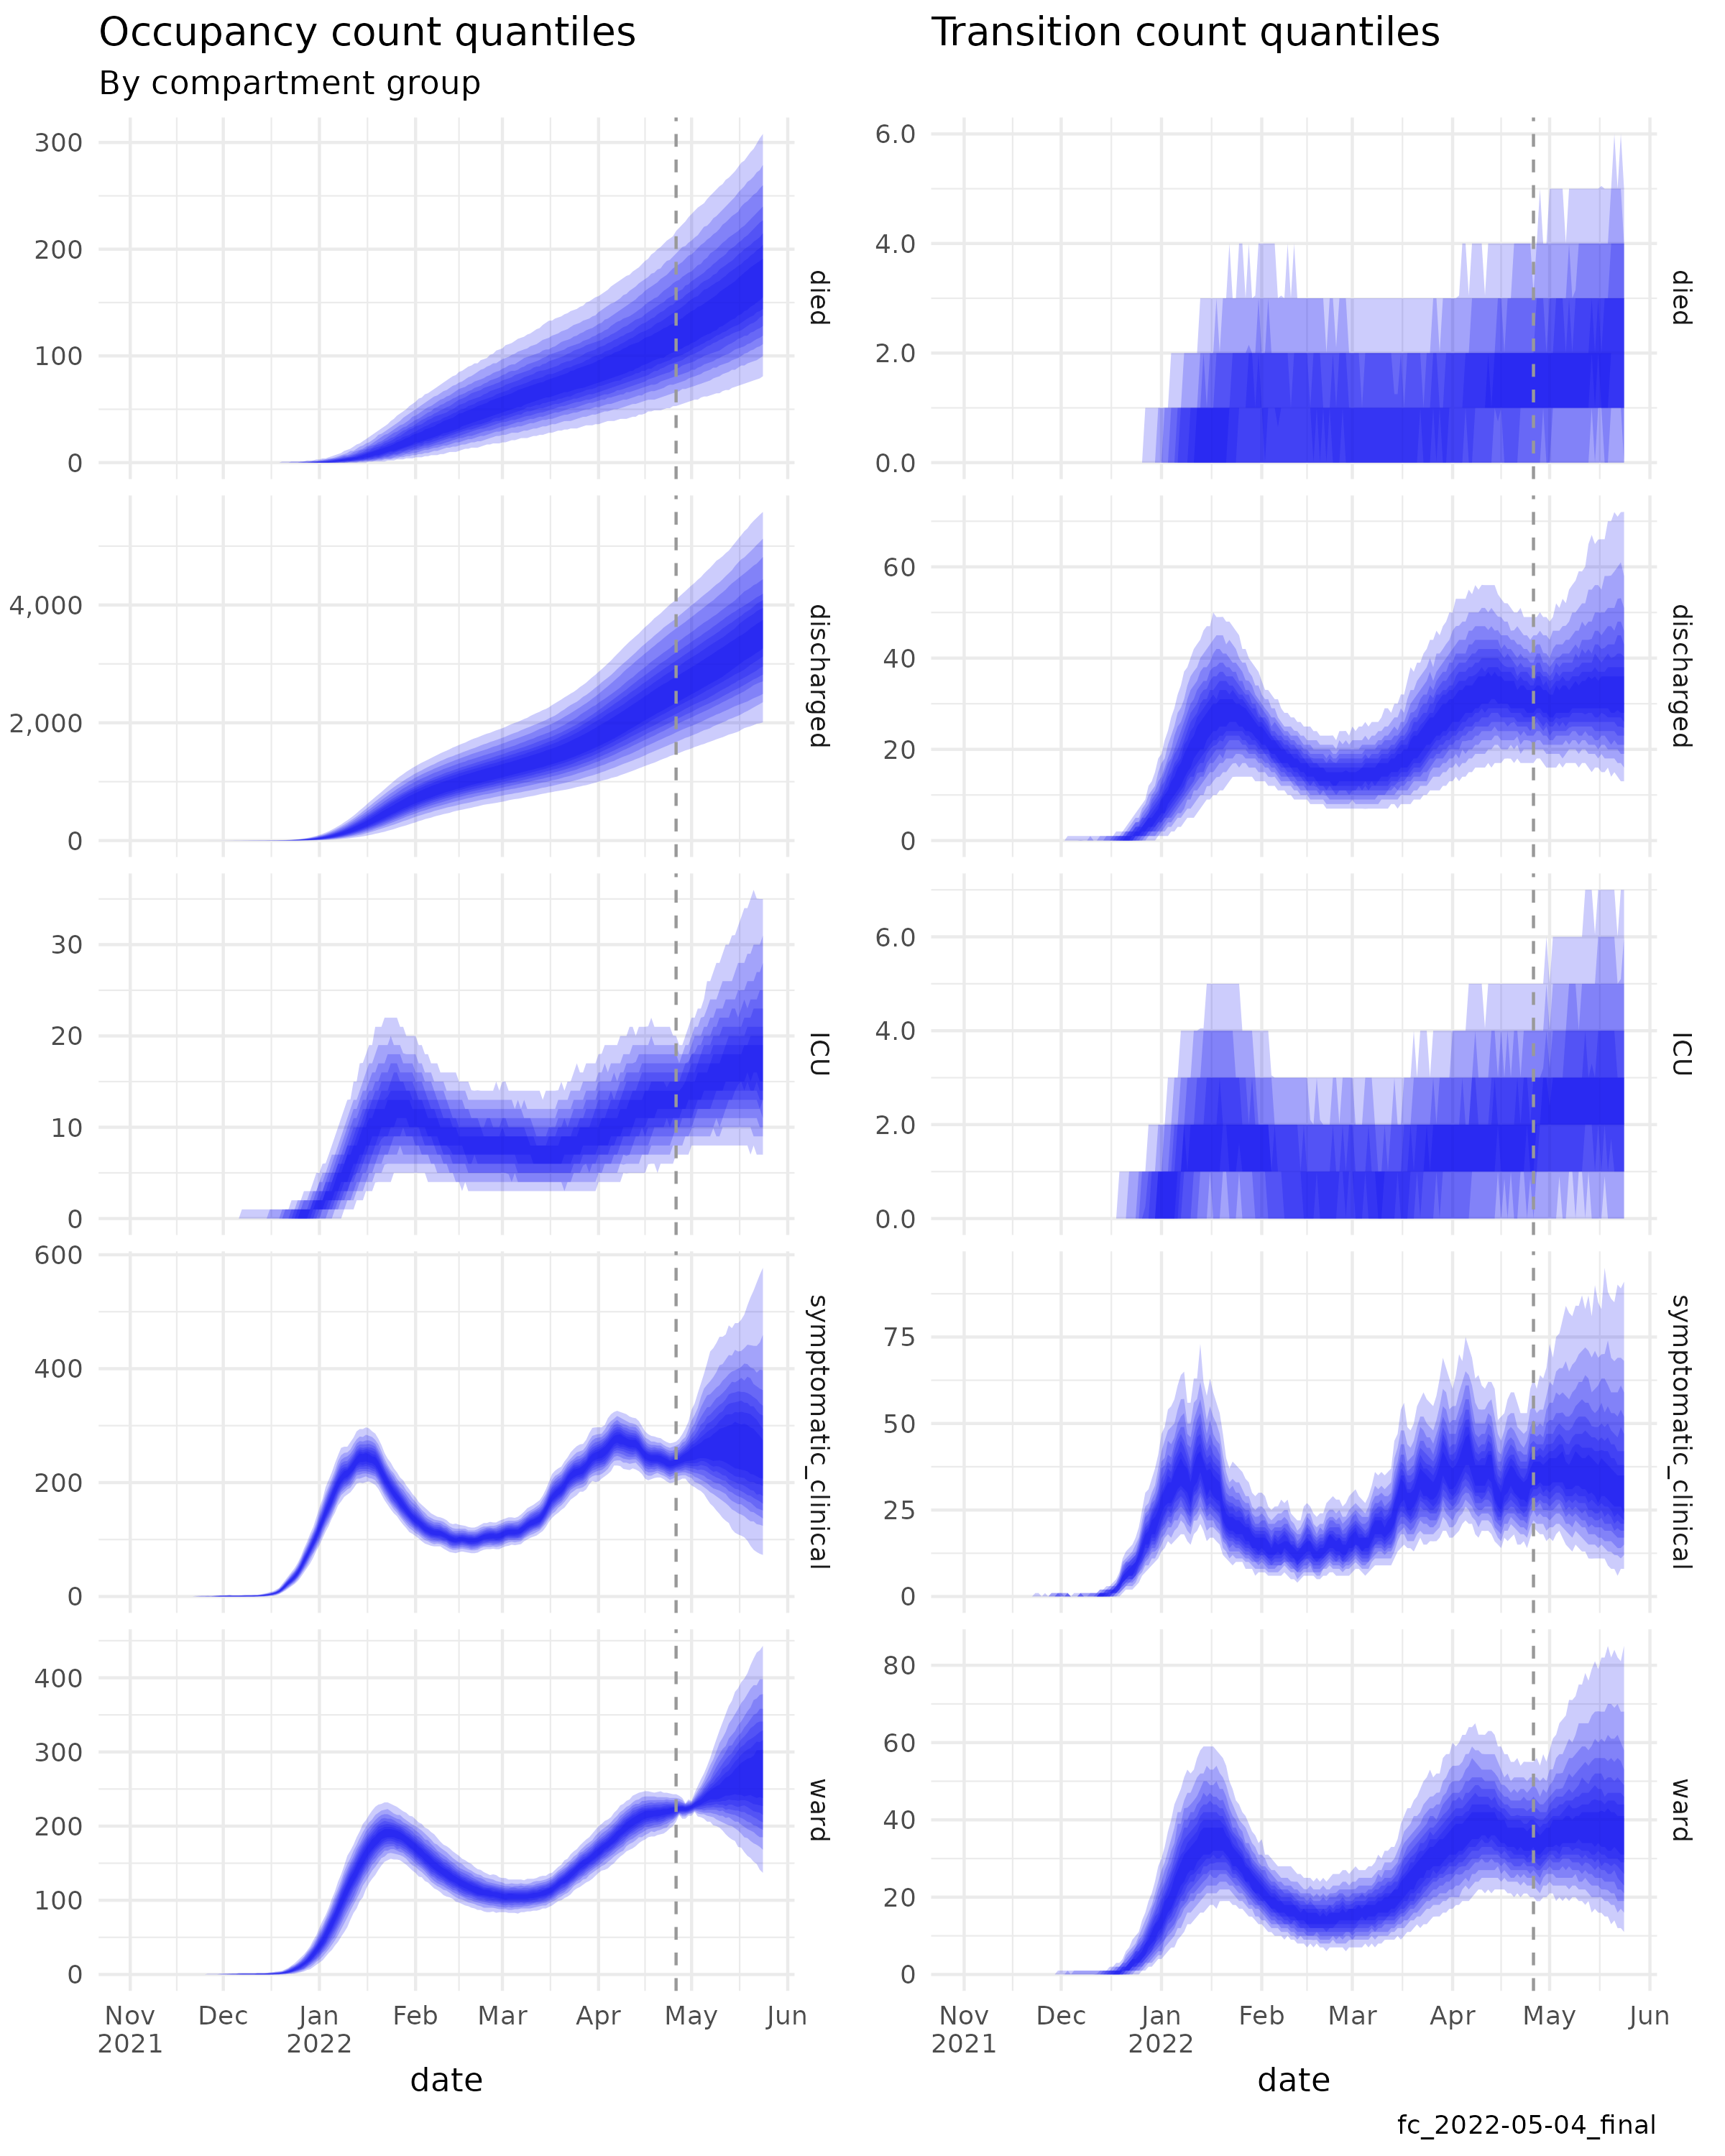 Occupancy count quantiles
By compartment group
Transition count quantiles
300
200
100
0
died
6.0
4.0
2.0
0.0
died
4,000
2,000
0
discharged
60
40
20
0
discharged
30
20
10
0
ICU
6.0
4.0
2.0
0.0
ICU
600
400
200
0
symptomatic_clinical
75
50
25
0
symptomatic_clinical
400
300
200
100
0
ward
80
60
40
20
0
ward
Nov Dec Jan Feb Mar Apr May Jun
2021 2022
date
Nov Dec Jan Feb Mar Apr May Jun
2021 2022
date
fc_2022-05-04_final